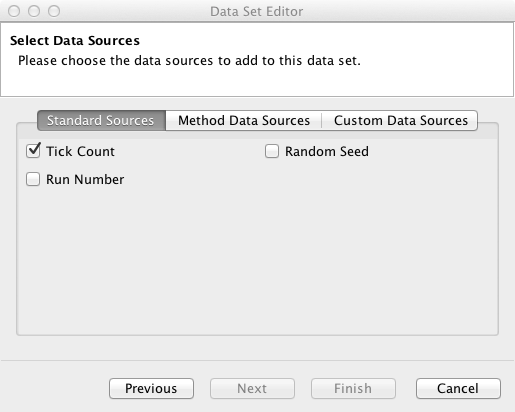 Data Set Editor
Select Data Sources
Please choose the data sources to add to this data set.
Standard Sources Method Data Sources Custom Data Sources
Tick Count Random Seed
Run Number
Previous Next Finish Cancel